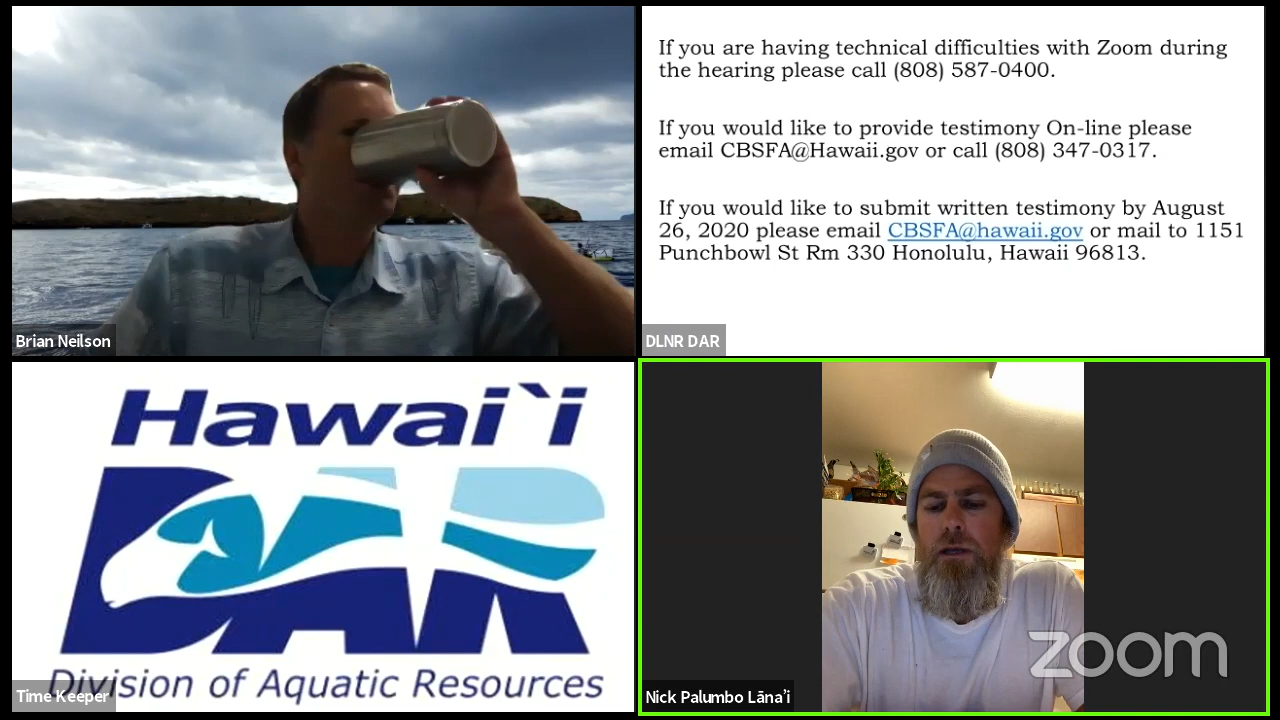 If you are having technical difficulties with Zoom during
the hearing please call (808) 587-0400.
If you would like to provide testimony On-line please
email CBSFA@Hawaii.gov or call (808) 347-0317.
If you would like to submit written testimony by August
26, 2020 please email CBSFA@hawaii.gov or mail to 1151
Punchbowl St Rm 330 Honolulu, Hawaii 96813.
Brian Neilson
DLNR DAR
Hawai`i
DAR
Division of Aquatic Resources
Time Keeper
zoom
Nick Palumbo Lāna’i